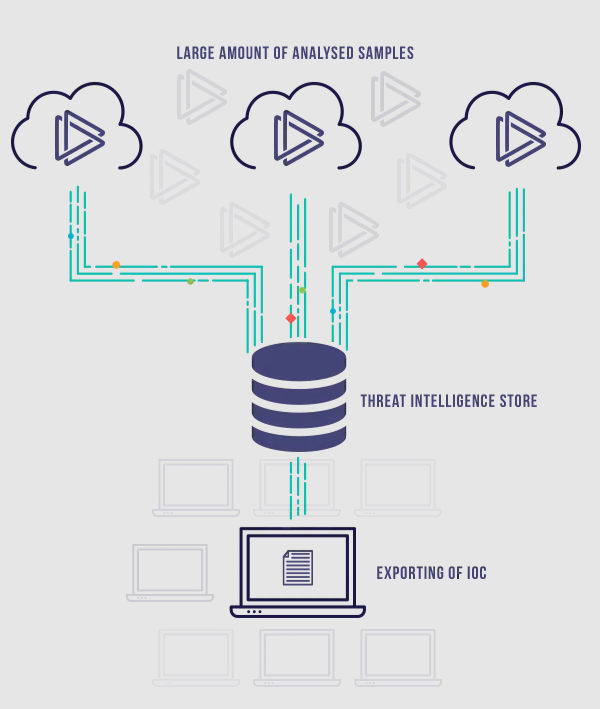 LARGE AMOUNT OF ANALYSED SAMPLES
THREAT INTELLIGENCE STORE
EXPORTING OF IOC